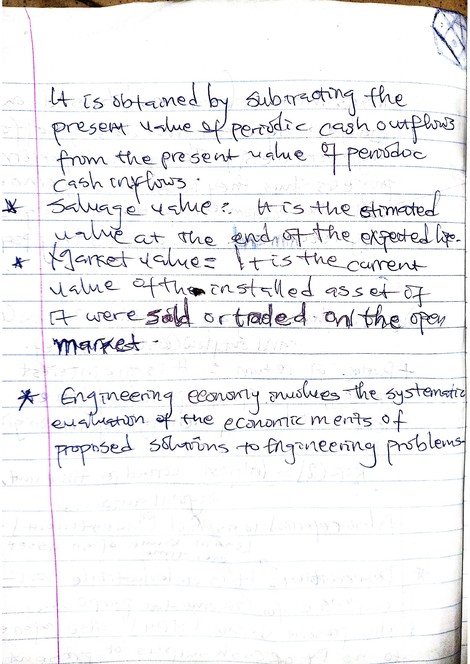 It is obtained by subtracting the
present value of periodic cash outflows
from the present value of periodoc
cash inflows.
* Salvage value: It is the estimated
value at the end of the expected life.
* Market value = It is the current
value of the installed asset if
it were sold or traded on the open
market.
* Engineering economy involves the systematic
evaluation of the economic merits of
proposed solutions to Engineering problems